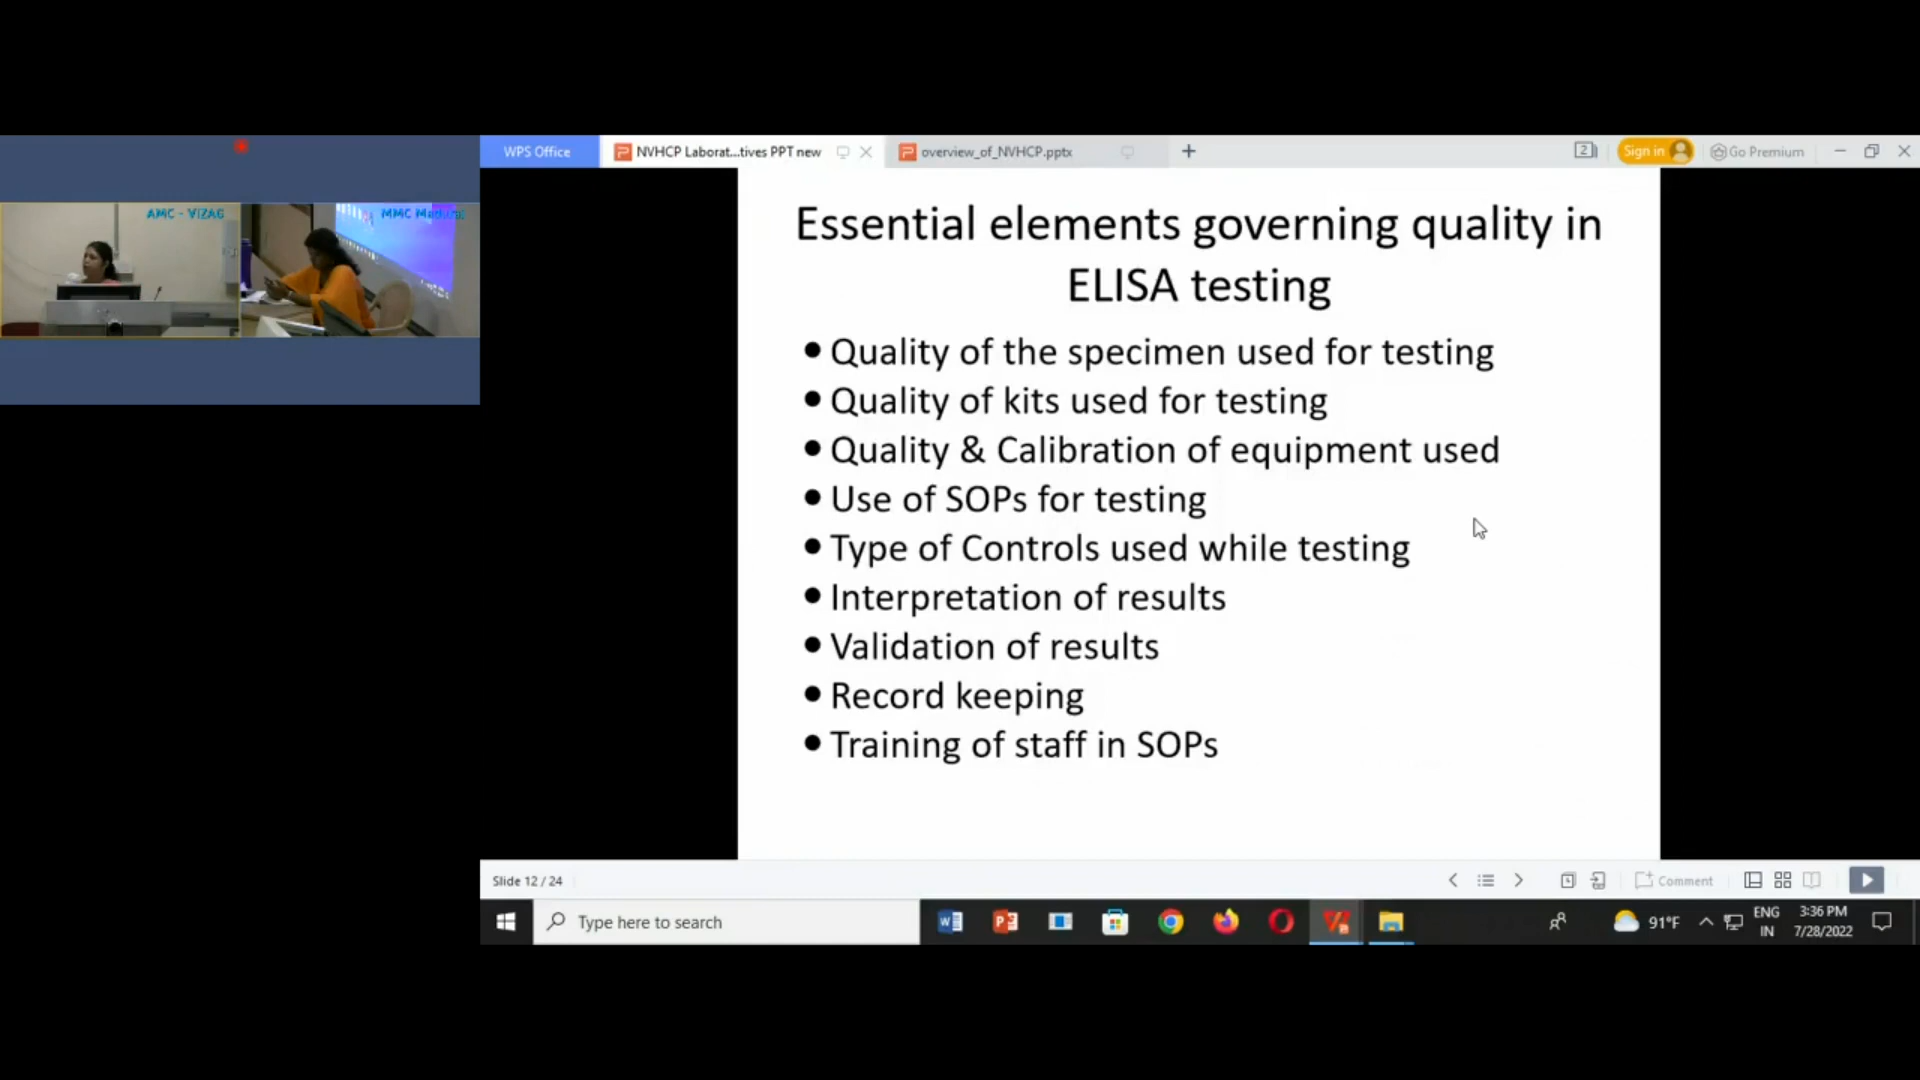 AMC - VIZAG
MMC Madurai
WPS Office
NVHCP Laborat...tives PPT new
overview_of_NVHCP.pptx
2
Sign in
Go Premium
Essential elements governing quality in
ELISA testing
• Quality of the specimen used for testing
• Quality of kits used for testing
• Quality & Calibration of equipment used
• Use of SOPs for testing
• Type of Controls used while testing
• Interpretation of results
• Validation of results
• Record keeping
• Training of staff in SOPs
Slide 12 / 24
Comment
Type here to search
91°F
ENG
IN
3:36 PM
7/28/2022